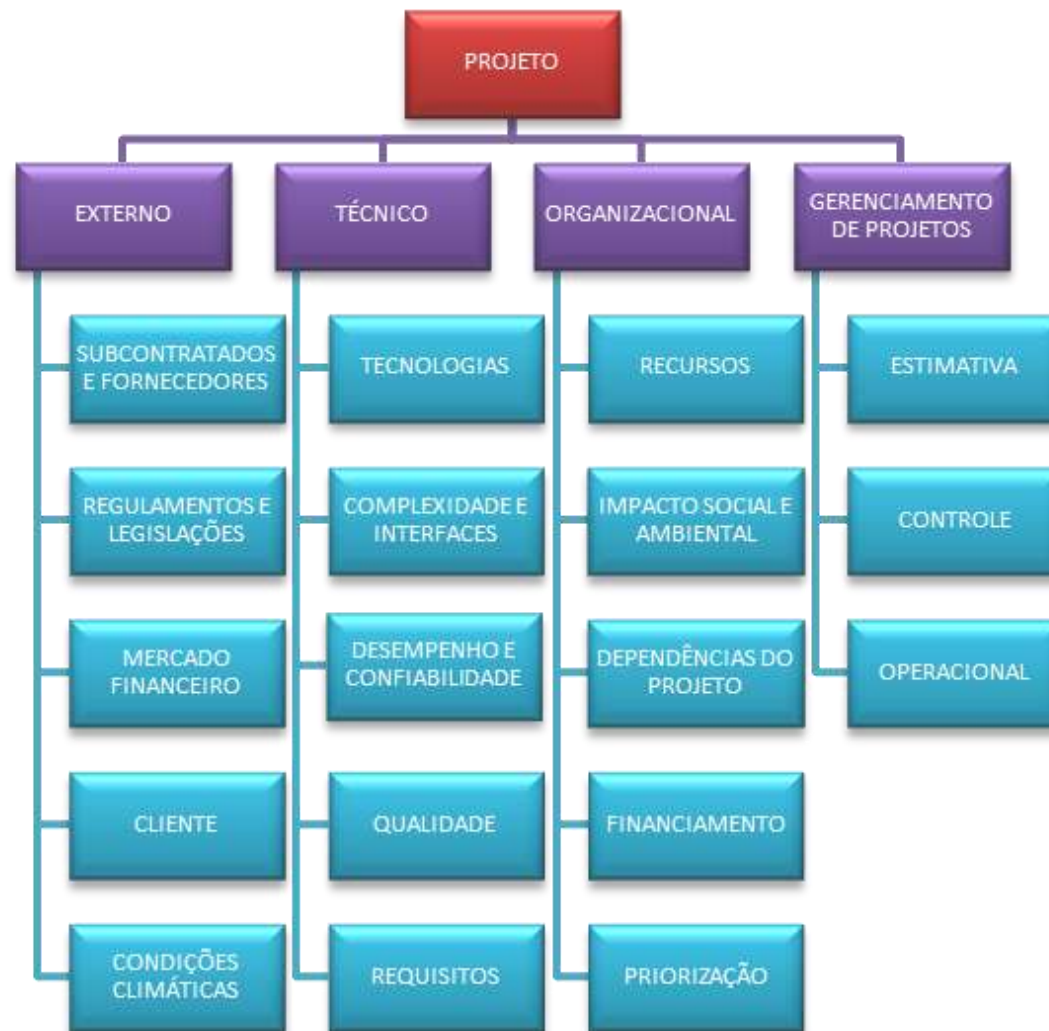 PROJETO
EXTERNO
TÉCNICO
ORGANIZACIONAL
GERENCIAMENTO
DE PROJETOS
SUBCONTRATADOS
E FORNECEDORES
TECNOLOGIAS
RECURSOS
ESTIMATIVA
REGULAMENTOS E
LEGISLAÇÕES
COMPLEXIDADE E
INTERFACES
IMPACTO SOCIAL E
AMBIENTAL
CONTROLE
MERCADO
FINANCEIRO
DESEMPENHO E
CONFIABILIDADE
DEPENDÊNCIAS DO
PROJETO
OPERACIONAL
CLIENTE
QUALIDADE
FINANCIAMENTO
CONDIÇÕES
CLIMÁTICAS
REQUISITOS
PRIORIZAÇÃO